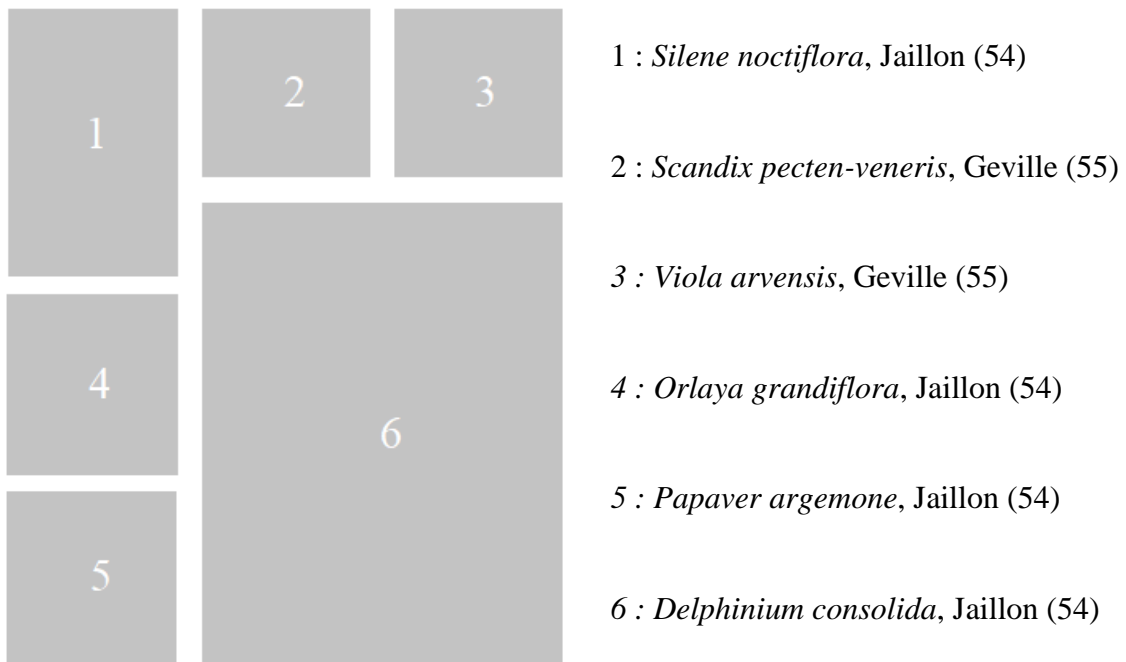 1
2
3
4
5
6
1 : Silene noctiflora, Jaillon (54)
2 : Scandix pecten-veneris, Geville (55)
3 : Viola arvensis, Geville (55)
4 : Orlaya grandiflora, Jaillon (54)
5 : Papaver argemone, Jaillon (54)
6 : Delphinium consolida, Jaillon (54)